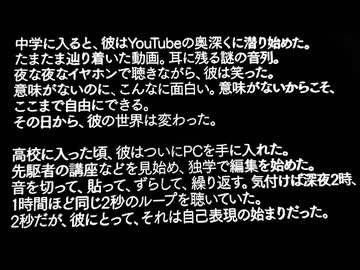 中学に入ると、彼はYouTubeの奥深くに潜り始めた。
たまたま辿り着いた動画。耳に残る謎の音列。
夜な夜なイヤホンで聴きながら、彼は笑った。
意味がないのに、こんなに面白い。意味がないからこそ、
ここまで自由にできる。
その日から、彼の世界は変わった。
高校に入った頃、彼はついにPCを手に入れた。
先駆者の講座などを見始め、独学で編集を始めた。
音を切って、貼って、ずらして、繰り返す。気付けば深夜2時、
1時間ほど同じ2秒のループを聴いていた。
2秒だが、彼にとって、それは自己表現の始まりだった。